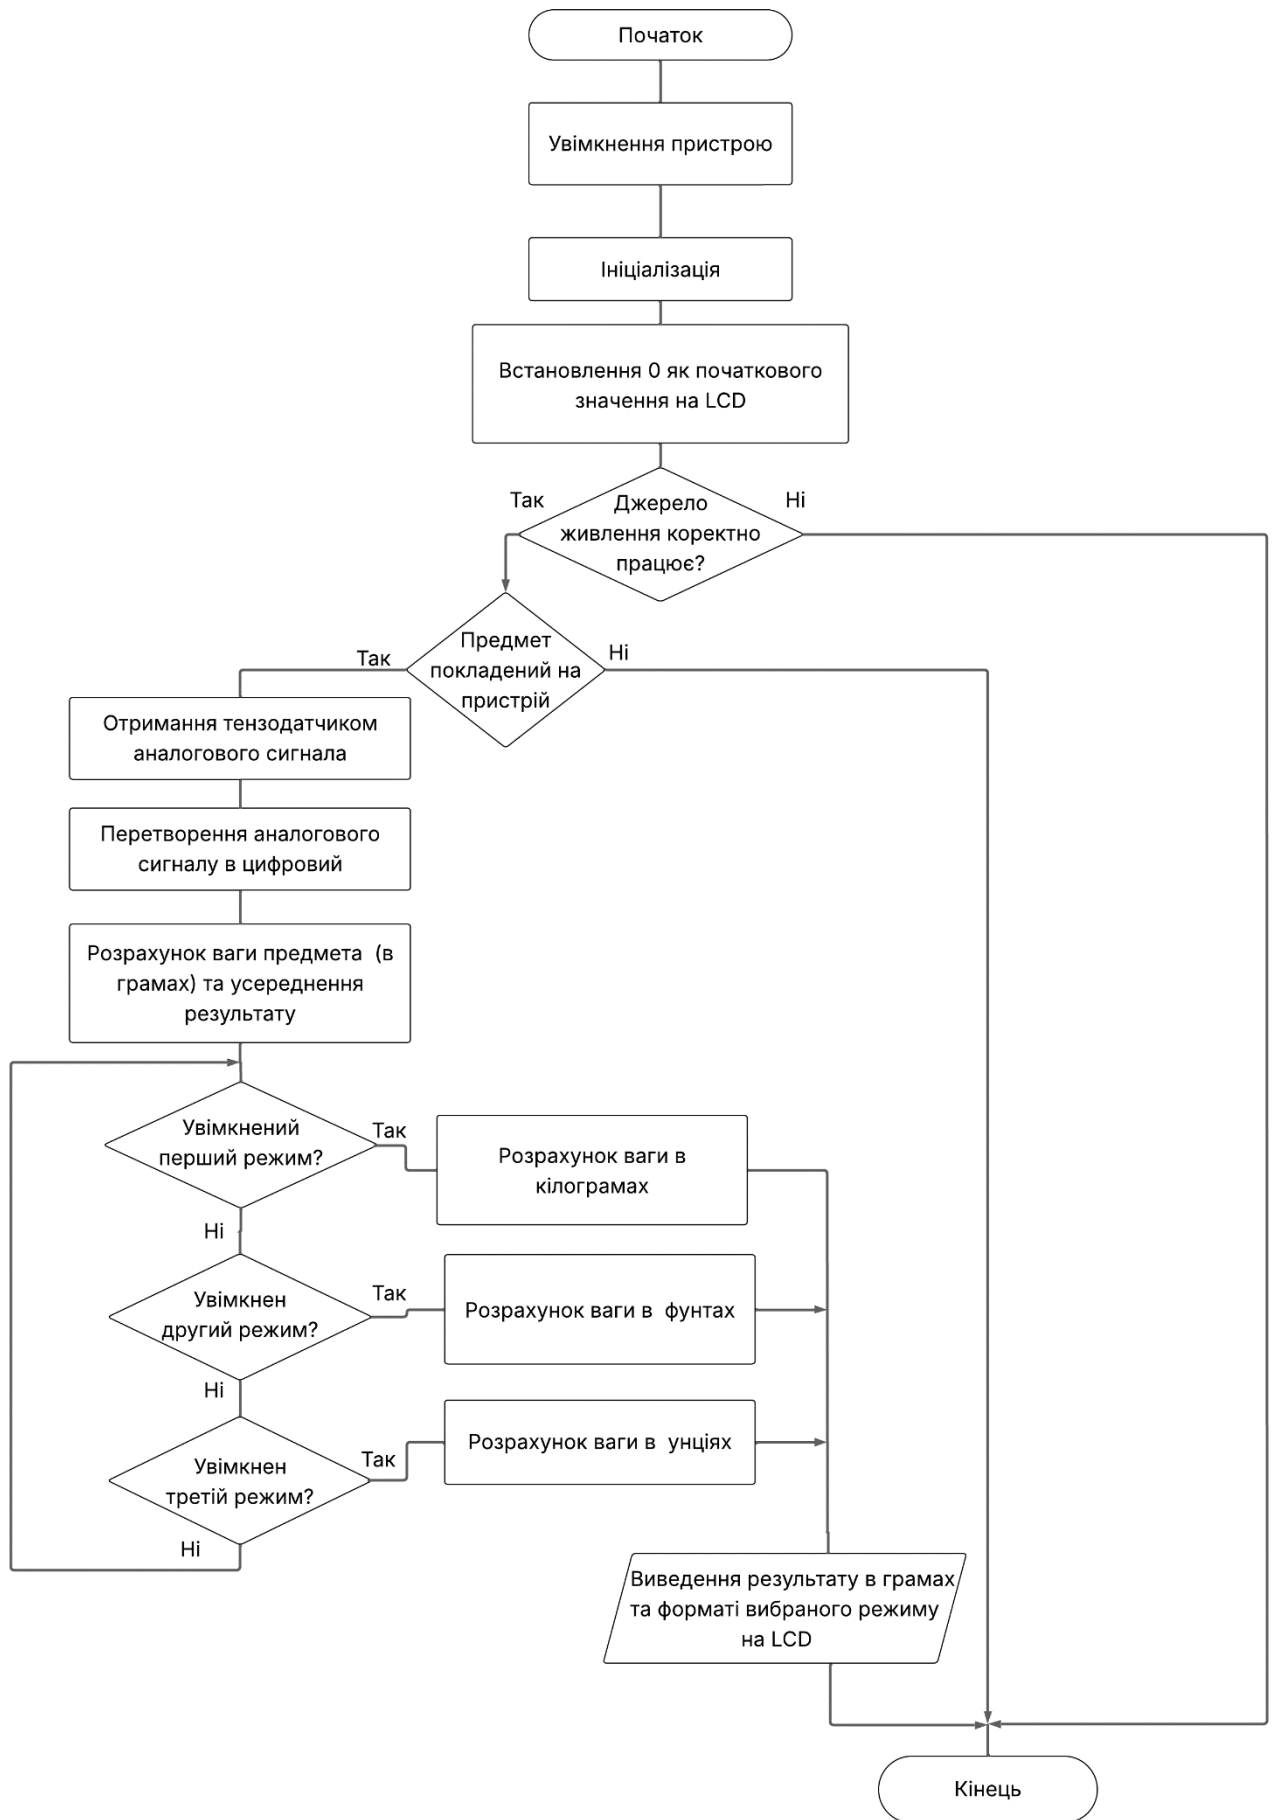 Початок
Увімкнення пристрою
Ініціалізація
Встановлення 0 як початкового
значення на LCD
Так
Ні
Джерело
живлення коректно
працює?
Так
Ні
Предмет
покладений на
пристрій
Отримання тензодатчиком
аналогового сигнала
Перетворення аналогового
сигналу в цифровий
Розрахунок ваги предмета (в
грамах) та усереднення
результату
Увімкнений
перший режим?
Так
Розрахунок ваги в
кілограмах
Ні
Увімкнен
другий режим?
Так
Розрахунок ваги в фунтах
Ні
Увімкнен
третій режим?
Так
Розрахунок ваги в унціях
Ні
Виведення результату в грамах
та форматі вибраного режиму
на LCD
Кінець